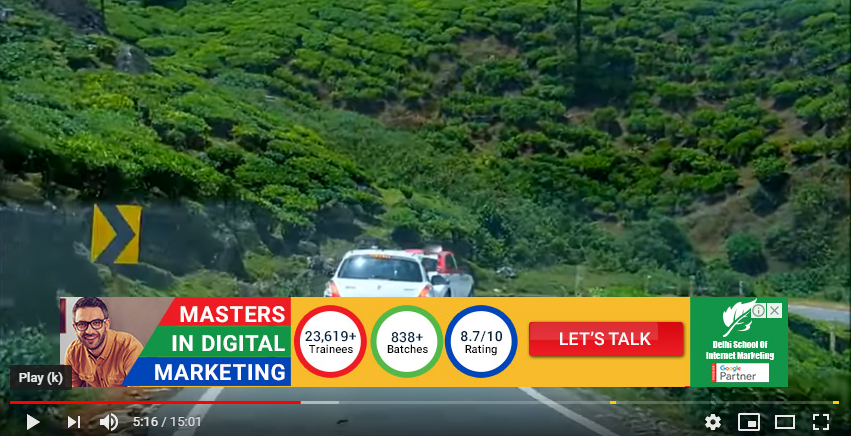 MASTERS
IN DIGITAL
MARKETING
23,619+
Trainees
838+
Batches
8.7/10
Rating
LET'S TALK
Delhi School Of
Internet Marketing
Google
Partner
Play (k)
5:16 / 15:01